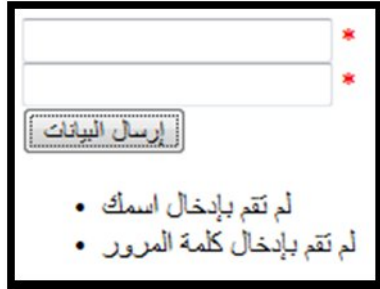 *
*
إرسال البيانات
لم تقم بإدخال اسمك
لم تقم بإدخال كلمة المرور